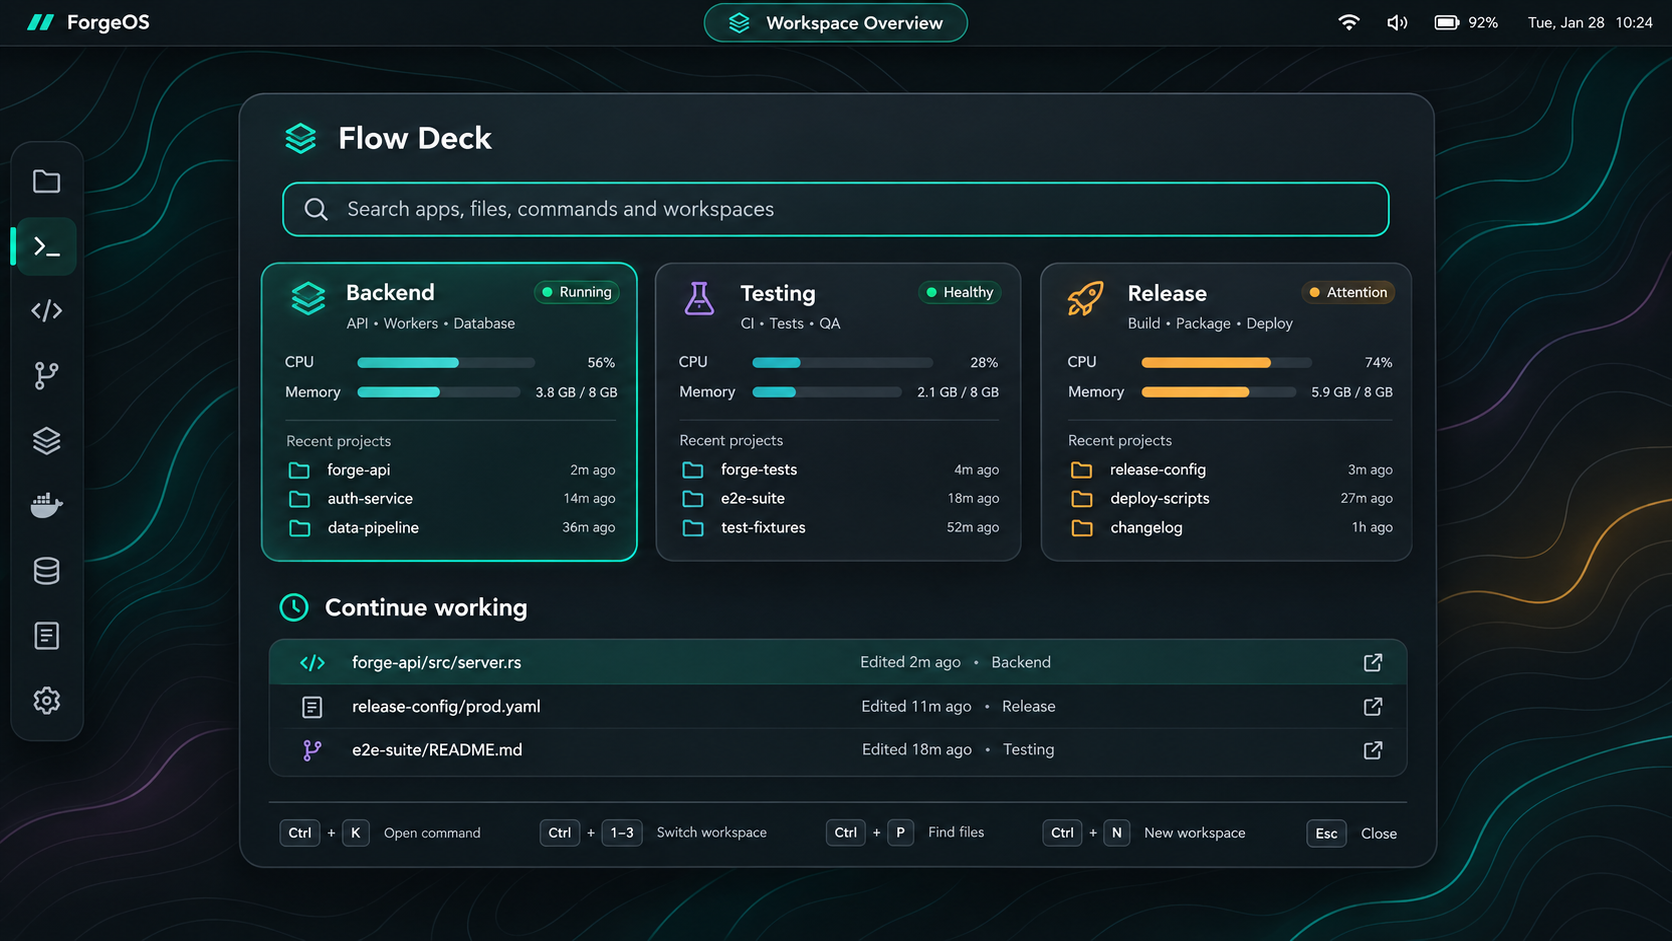 ForgeOS
Workspace Overview
92%
Tue, Jan 28 10:24
Flow Deck
Search apps, files, commands and workspaces
Backend
Running
API • Workers • Database
CPU 56%
Memory 3.8 GB / 8 GB
Recent projects
forge-api 2m ago
auth-service 14m ago
data-pipeline 36m ago
Testing
Healthy
CI • Tests • QA
CPU 28%
Memory 2.1 GB / 8 GB
Recent projects
forge-tests 4m ago
e2e-suite 18m ago
test-fixtures 52m ago
Release
Attention
Build • Package • Deploy
CPU 74%
Memory 5.9 GB / 8 GB
Recent projects
release-config 3m ago
deploy-scripts 27m ago
changelog 1h ago
Continue working
forge-api/src/server.rs Edited 2m ago • Backend
release-config/prod.yaml Edited 11m ago • Release
e2e-suite/README.md Edited 18m ago • Testing
Ctrl + K Open command
Ctrl + 1–3 Switch workspace
Ctrl + P Find files
Ctrl + N New workspace
Esc Close